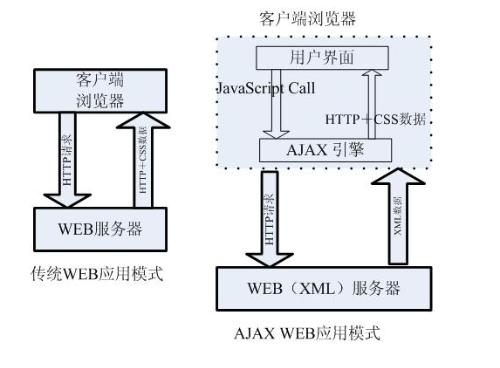 客户端
浏览器
HTTP请求
HTTP+CSS数据
WEB服务器
传统WEB应用模式
客户端浏览器
用户界面
JavaScript Call
HTTP+CSS数据
AJAX 引擎
HTTP请求
XML数据
WEB（XML）服务器
AJAX WEB应用模式